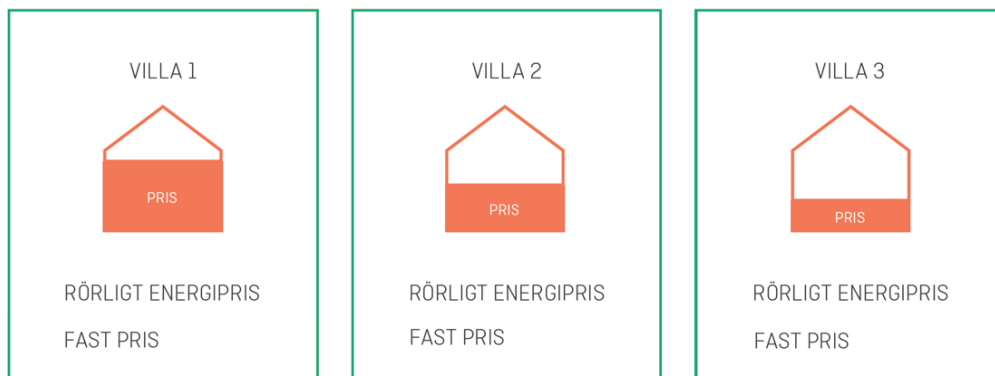 VILLA 1
PRIS
RÖRLIGT ENERGIPRIS
FAST PRIS
VILLA 2
PRIS
RÖRLIGT ENERGIPRIS
FAST PRIS
VILLA 3
PRIS
RÖRLIGT ENERGIPRIS
FAST PRIS